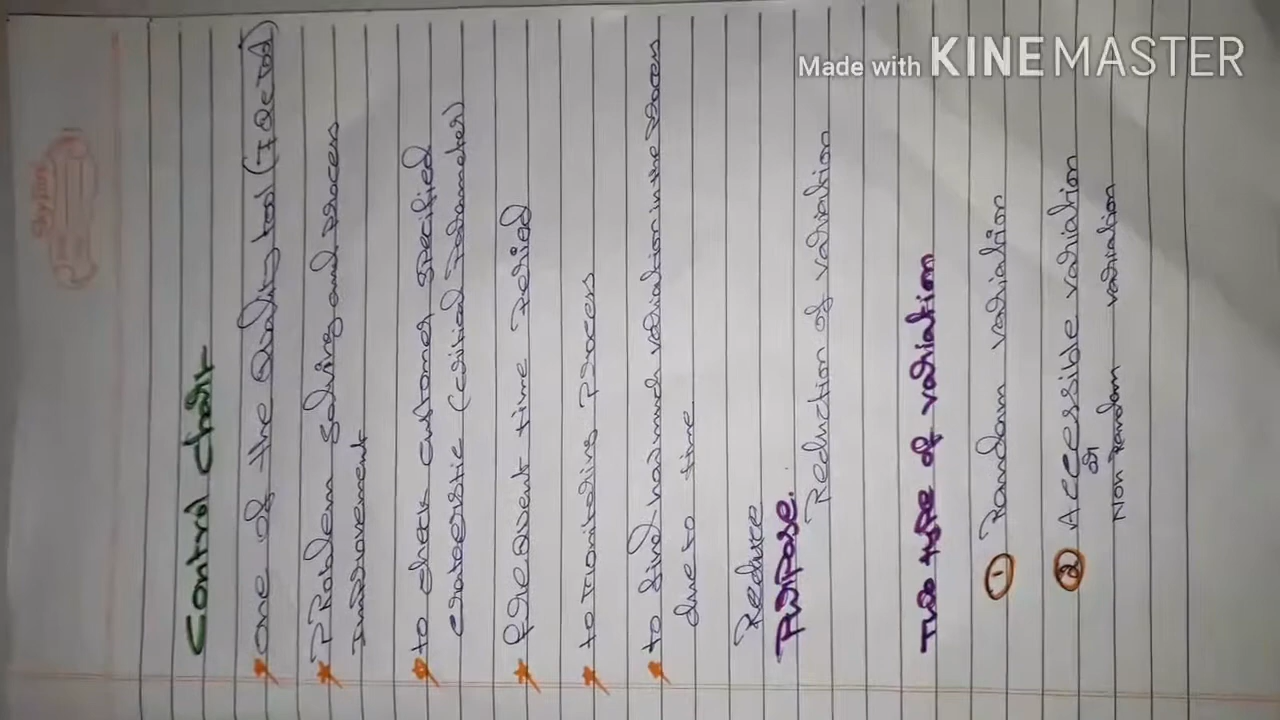 Made with KINEMASTER
Control Chart
* one of the Quality tool (7 QC Tool)
* Problem Solving and Process
Improvement
* to check customer specified
(critical Parameter)
* frequent time Period
* to monitoring Process
* to find how much variation in the Process
due to time
Reduce
Purpose.
Reduction of variation
Two type of variation
① Random variation
② Accessible variation
or
Non Random variation